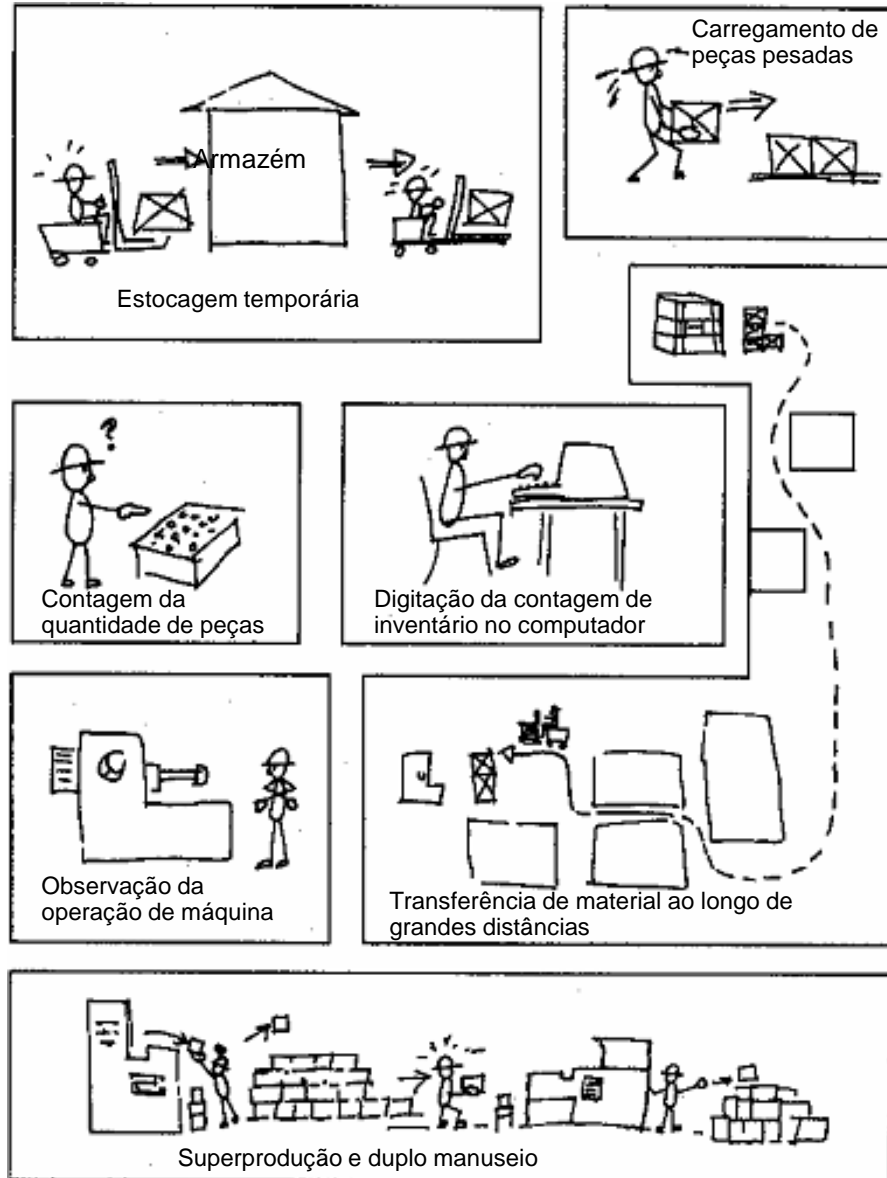 Carregamento de
peças pesadas
Armazém
Estocagem temporária
?
Contagem da
quantidade de peças
Digitação da contagem de
inventário no computador
Observação da
operação de máquina
Transferência de material ao longo de
grandes distâncias
Superprodução e duplo manuseio